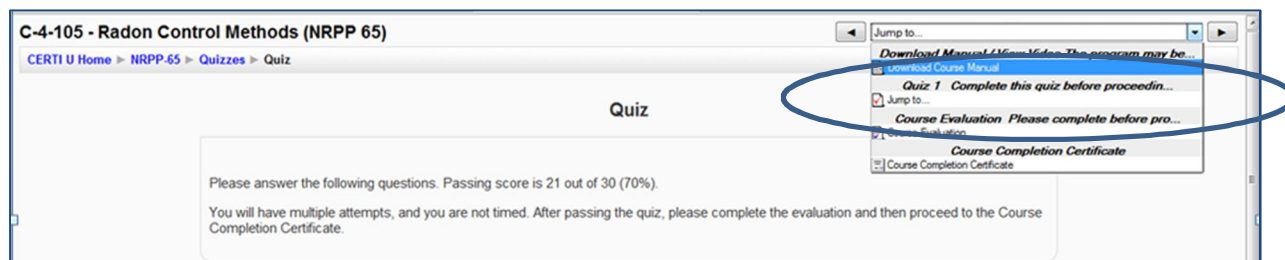 C-4-105 - Radon Control Methods (NRPP 65)
Jump to...
CERTI U Home ► NRPP-65 ► Quizzes ► Quiz
Download Manual / View Video The program may be...
Download Course Manual
Quiz 1 Complete this quiz before proceedin...
Jump to...
Course Evaluation Please complete before pro...
Course Evaluation
Course Completion Certificate
Course Completion Certificate
Quiz
Please answer the following questions. Passing score is 21 out of 30 (70%).
You will have multiple attempts, and you are not timed. After passing the quiz, please complete the evaluation and then proceed to the Course
Completion Certificate.